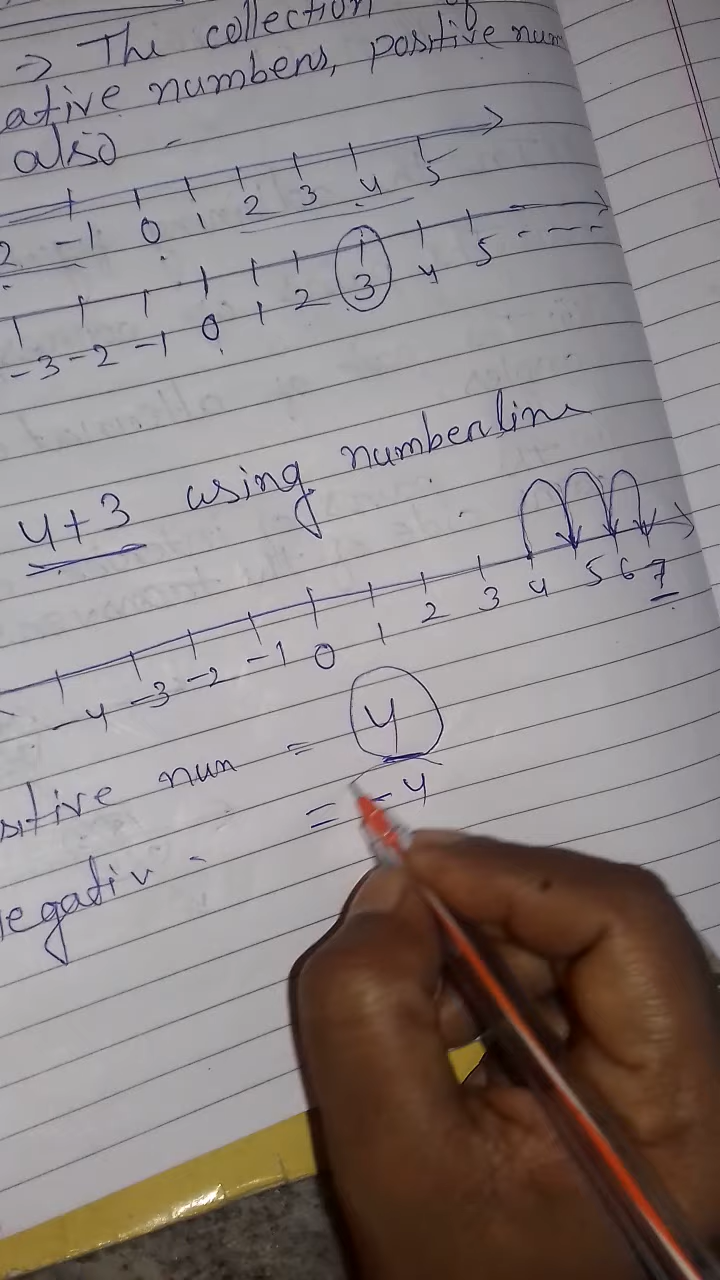 → The collection of
ative numbers, positive num
also -
2 -1 0 1 2 3 4 5
-3 -2 -1 0 1 2 3 4 5 - - - -
4+3 using numberline
-4 -3 -2 -1 0 1 2 3 4 5 6 7
sitive num = 4
egativ - = -4